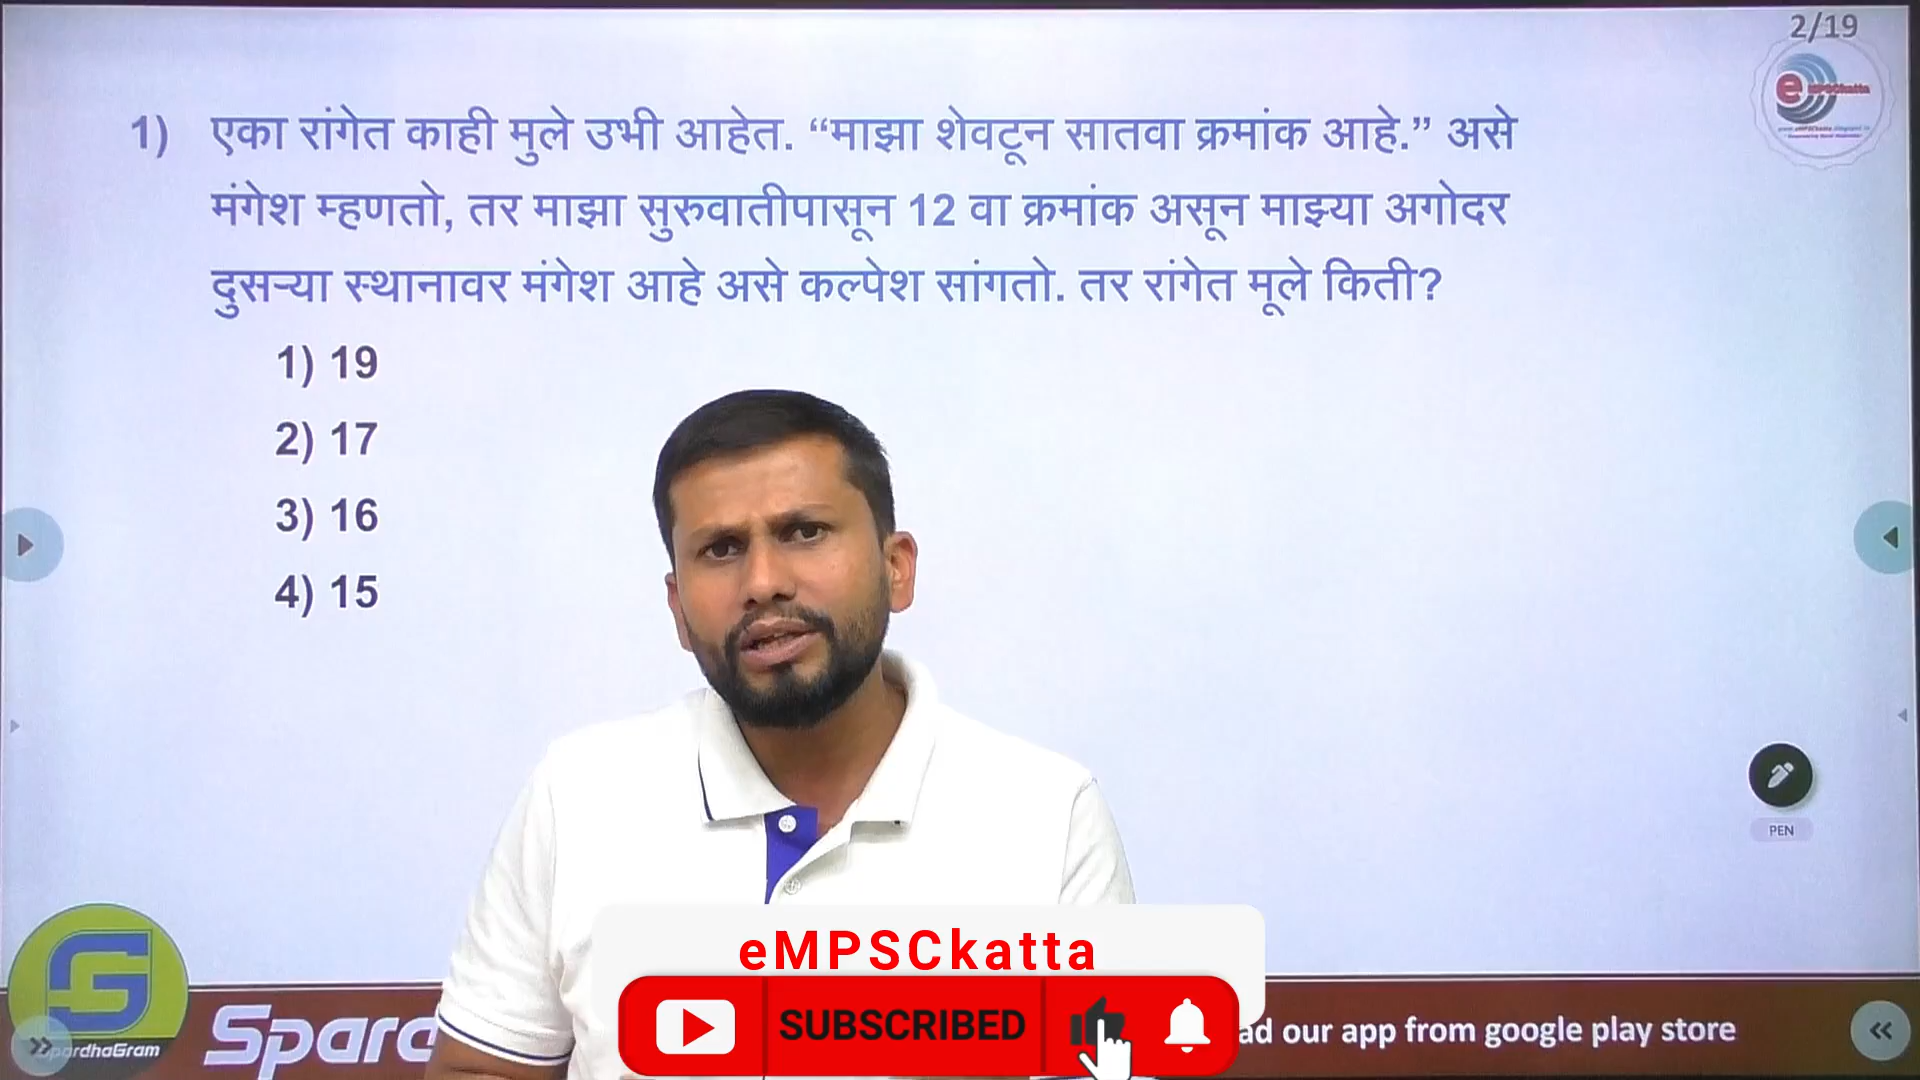 2/19
1) एका रांगेत काही मुले उभी आहेत. “माझा शेवटून सातवा क्रमांक आहे.” असे
मंगेश म्हणतो, तर माझा सुरुवातीपासून 12 वा क्रमांक असून माझ्या अगोदर
दुसऱ्या स्थानावर मंगेश आहे असे कल्पेश सांगतो. तर रांगेत मूले किती?
1) 19
2) 17
3) 16
4) 15
PEN
eMPSCkatta
SUBSCRIBED
ad our app from google play store
SpardhaGram
Spard